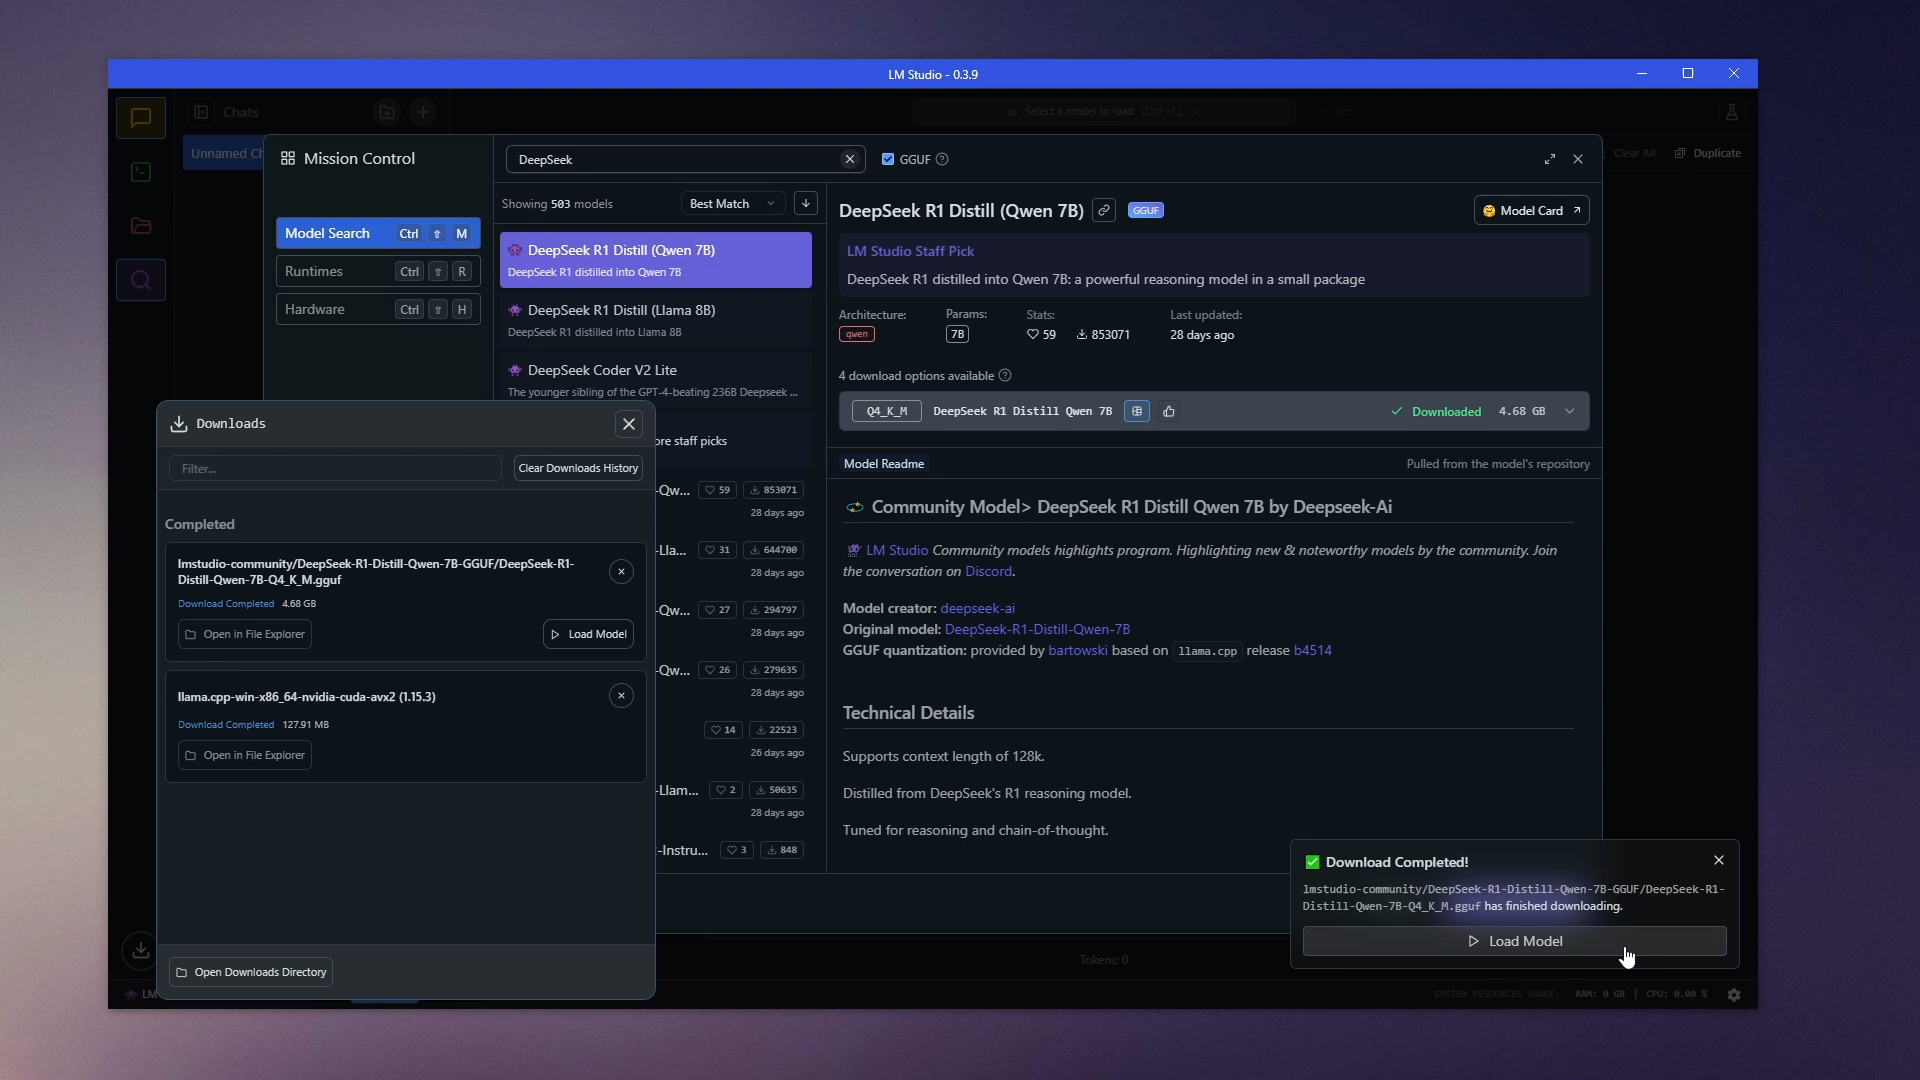 LM Studio - 0.3.9
Chats
Select a model to load (Ctrl + L)
Eject
Unnamed Ch
Clear All
Duplicate
Mission Control
Model Search Ctrl ⇧ M
Runtimes Ctrl ⇧ R
Hardware Ctrl ⇧ H
DeepSeek
GGUF
Showing 503 models
Best Match
DeepSeek R1 Distill (Qwen 7B)
DeepSeek R1 distilled into Qwen 7B
DeepSeek R1 Distill (Llama 8B)
DeepSeek R1 distilled into Llama 8B
DeepSeek Coder V2 Lite
The younger sibling of the GPT-4-beating 236B Deepseek ...
ore staff picks
-Qw... 59 853071
28 days ago
-Lla... 31 644700
28 days ago
-Qw... 27 294797
28 days ago
-Qw... 26 279635
28 days ago
14 22523
26 days ago
-Llam... 2 50635
28 days ago
-Instru... 3 848
DeepSeek R1 Distill (Qwen 7B)
GGUF
Model Card
LM Studio Staff Pick
DeepSeek R1 distilled into Qwen 7B: a powerful reasoning model in a small package
Architecture: Params: Stats: Last updated:
qwen 7B 59 853071 28 days ago
4 download options available
Q4_K_M DeepSeek R1 Distill Qwen 7B Downloaded 4.68 GB
Model Readme
Pulled from the model's repository
Community Model> DeepSeek R1 Distill Qwen 7B by Deepseek-Ai
👾 LM Studio Community models highlights program. Highlighting new & noteworthy models by the community. Join
the conversation on Discord.
Model creator: deepseek-ai
Original model: DeepSeek-R1-Distill-Qwen-7B
GGUF quantization: provided by bartowski based on llama.cpp release b4514
Technical Details
Supports context length of 128k.
Distilled from DeepSeek's R1 reasoning model.
Tuned for reasoning and chain-of-thought.
Downloads
Filter...
Clear Downloads History
Completed
lmstudio-community/DeepSeek-R1-Distill-Qwen-7B-GGUF/DeepSeek-R1-
Distill-Qwen-7B-Q4_K_M.gguf
Download Completed 4.68 GB
Open in File Explorer
Load Model
llama.cpp-win-x86_64-nvidia-cuda-avx2 (1.15.3)
Download Completed 127.91 MB
Open in File Explorer
Open Downloads Directory
✅ Download Completed!
lmstudio-community/DeepSeek-R1-Distill-Qwen-7B-GGUF/DeepSeek-R1-
Distill-Qwen-7B-Q4_K_M.gguf has finished downloading.
Load Model
Tokens: 0
LM
SYSTEM RESOURCES USAGE: RAM: 0 GB | CPU: 0.00 %